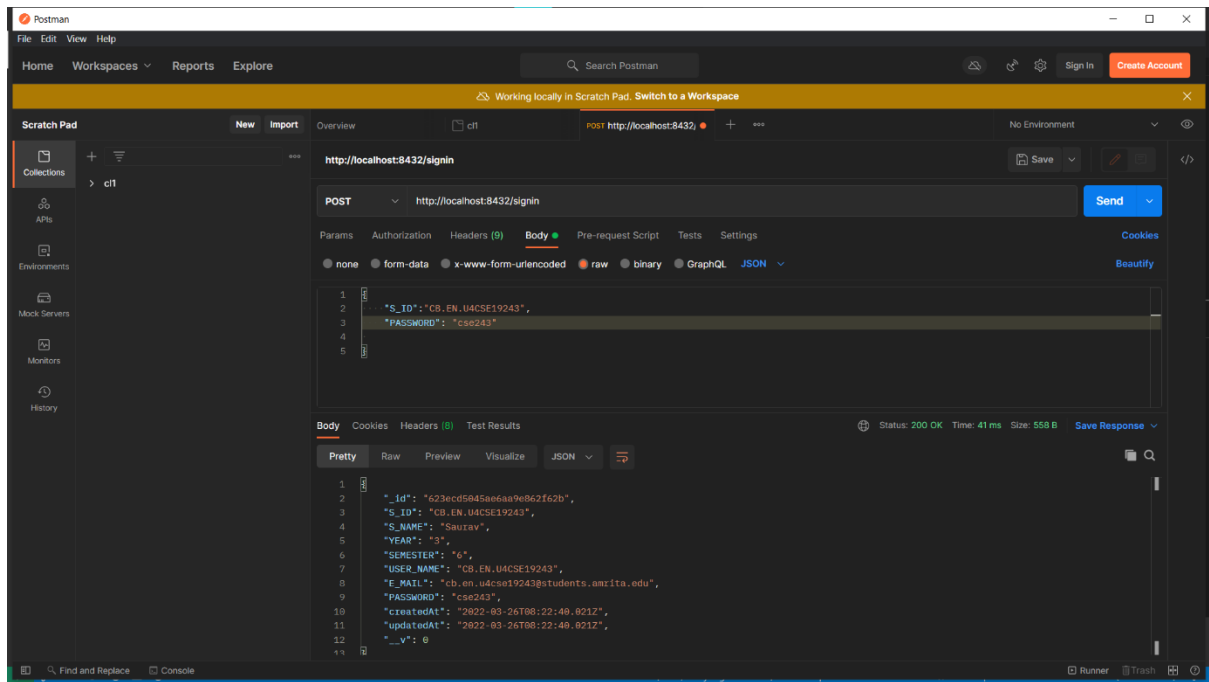 Postman
File Edit View Help
Home Workspaces Reports Explore Search Postman Sign In Create Account
Working locally in Scratch Pad. Switch to a Workspace
Scratch Pad New Import Overview cl1 POST http://localhost:8432/ No Environment
Collections
cl1
APIs
Environments
Mock Servers
Monitors
History
http://localhost:8432/signin Save
POST http://localhost:8432/signin Send
Params Authorization Headers (9) Body Pre-request Script Tests Settings Cookies
none form-data x-www-form-urlencoded raw binary GraphQL JSON Beautify
1 {
2 "S_ID":"CB.EN.U4CSE19243",
3 "PASSWORD": "cse243"
4
5 }
Body Cookies Headers (8) Test Results Status: 200 OK Time: 41 ms Size: 558 B Save Response
Pretty Raw Preview Visualize JSON
1 {
2 "_id": "623ecd5045ae6aa9e862f62b",
3 "S_ID": "CB.EN.U4CSE19243",
4 "S_NAME": "Saurav",
5 "YEAR": "3",
6 "SEMESTER": "6",
7 "USER_NAME": "CB.EN.U4CSE19243",
8 "E_MAIL": "cb.en.u4cse19243@students.amrita.edu",
9 "PASSWORD": "cse243",
10 "createdAt": "2022-03-26T08:22:40.021Z",
11 "updatedAt": "2022-03-26T08:22:40.021Z",
12 "__v": 0
13 }
Find and Replace Console Runner Trash